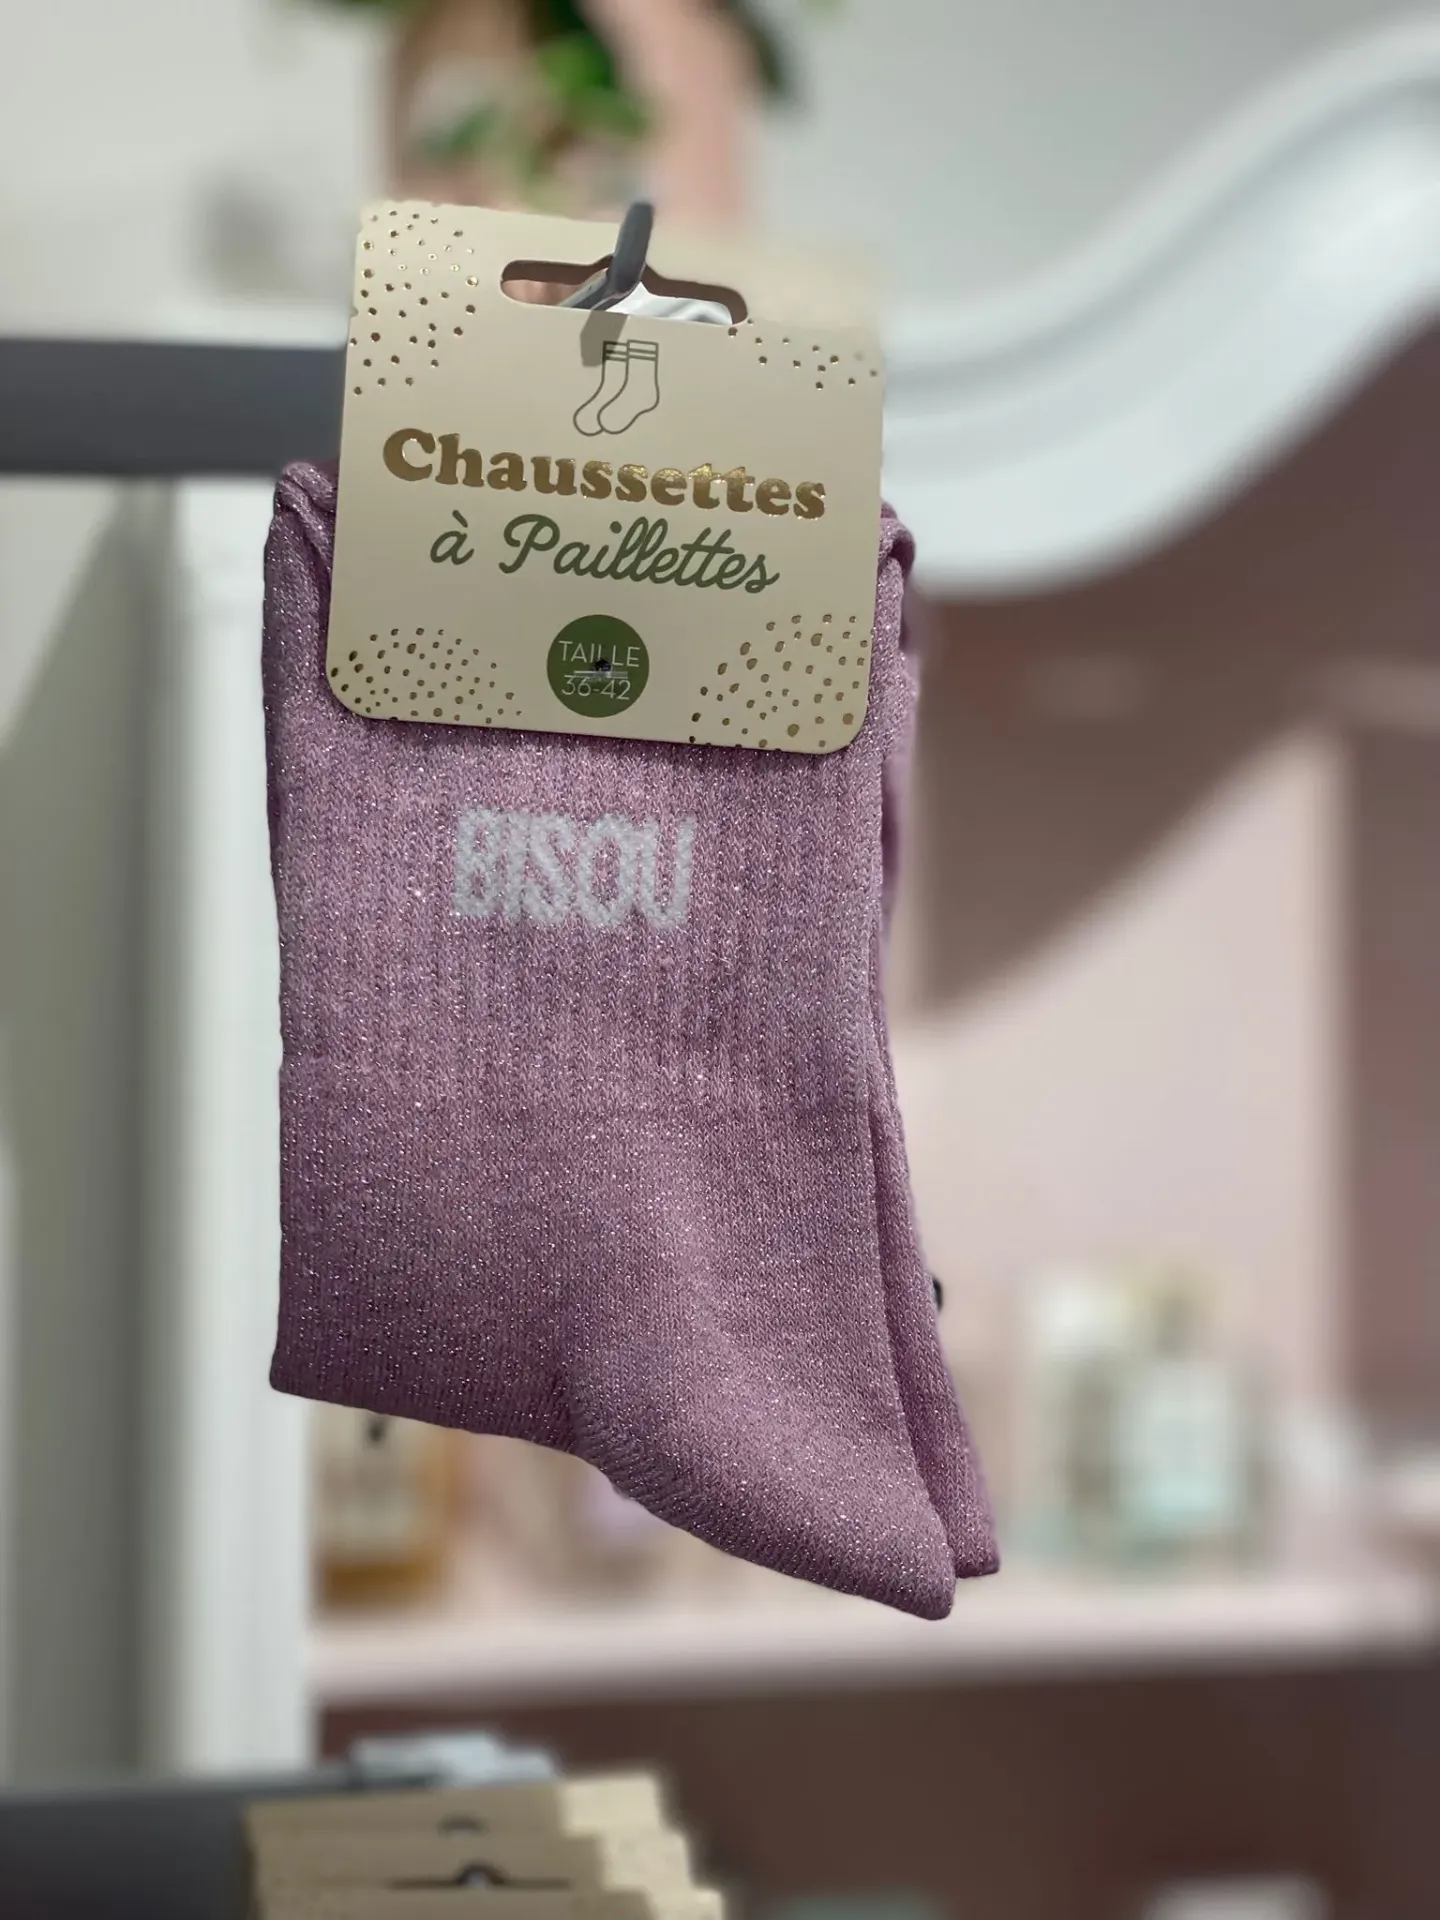 Chaussettes
à Paillettes
TAILLE
36-42
BISOU